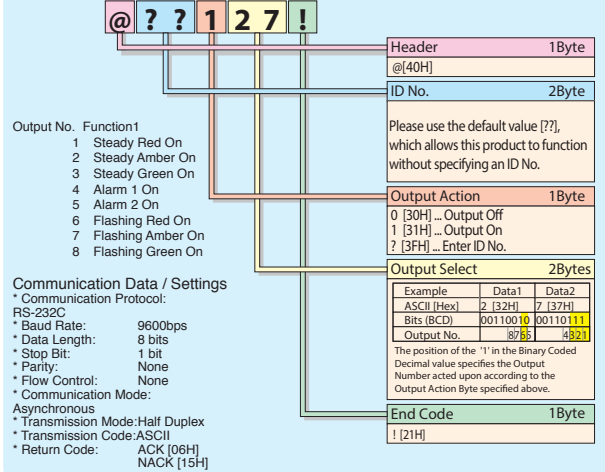 @ ? ? 1 2 7 !
Header 1Byte
@[40H]
ID No. 2Byte
Please use the default value [??],
which allows this product to function
without specifying an ID No.
Output Action 1Byte
0 [30H] ... Output Off
1 [31H] ... Output On
? [3FH] ... Enter ID No.
Output Select 2Bytes
Example Data1 Data2
ASCII [Hex] 2 [32H] 7 [37H]
Bits (BCD) 00110010 00110111
Output No. 8765 4321
The position of the '1' in the Binary Coded
Decimal value specifies the Output
Number acted upon according to the
Output Action Byte specified above.
End Code 1Byte
! [21H]
Output No. Function1
1 Steady Red On
2 Steady Amber On
3 Steady Green On
4 Alarm 1 On
5 Alarm 2 On
6 Flashing Red On
7 Flashing Amber On
8 Flashing Green On
Communication Data / Settings
* Communication Protocol:
RS-232C
* Baud Rate: 9600bps
* Data Length: 8 bits
* Stop Bit: 1 bit
* Parity: None
* Flow Control: None
* Communication Mode:
Asynchronous
* Transmission Mode:Half Duplex
* Transmission Code:ASCII
* Return Code: ACK [06H]
NACK [15H]